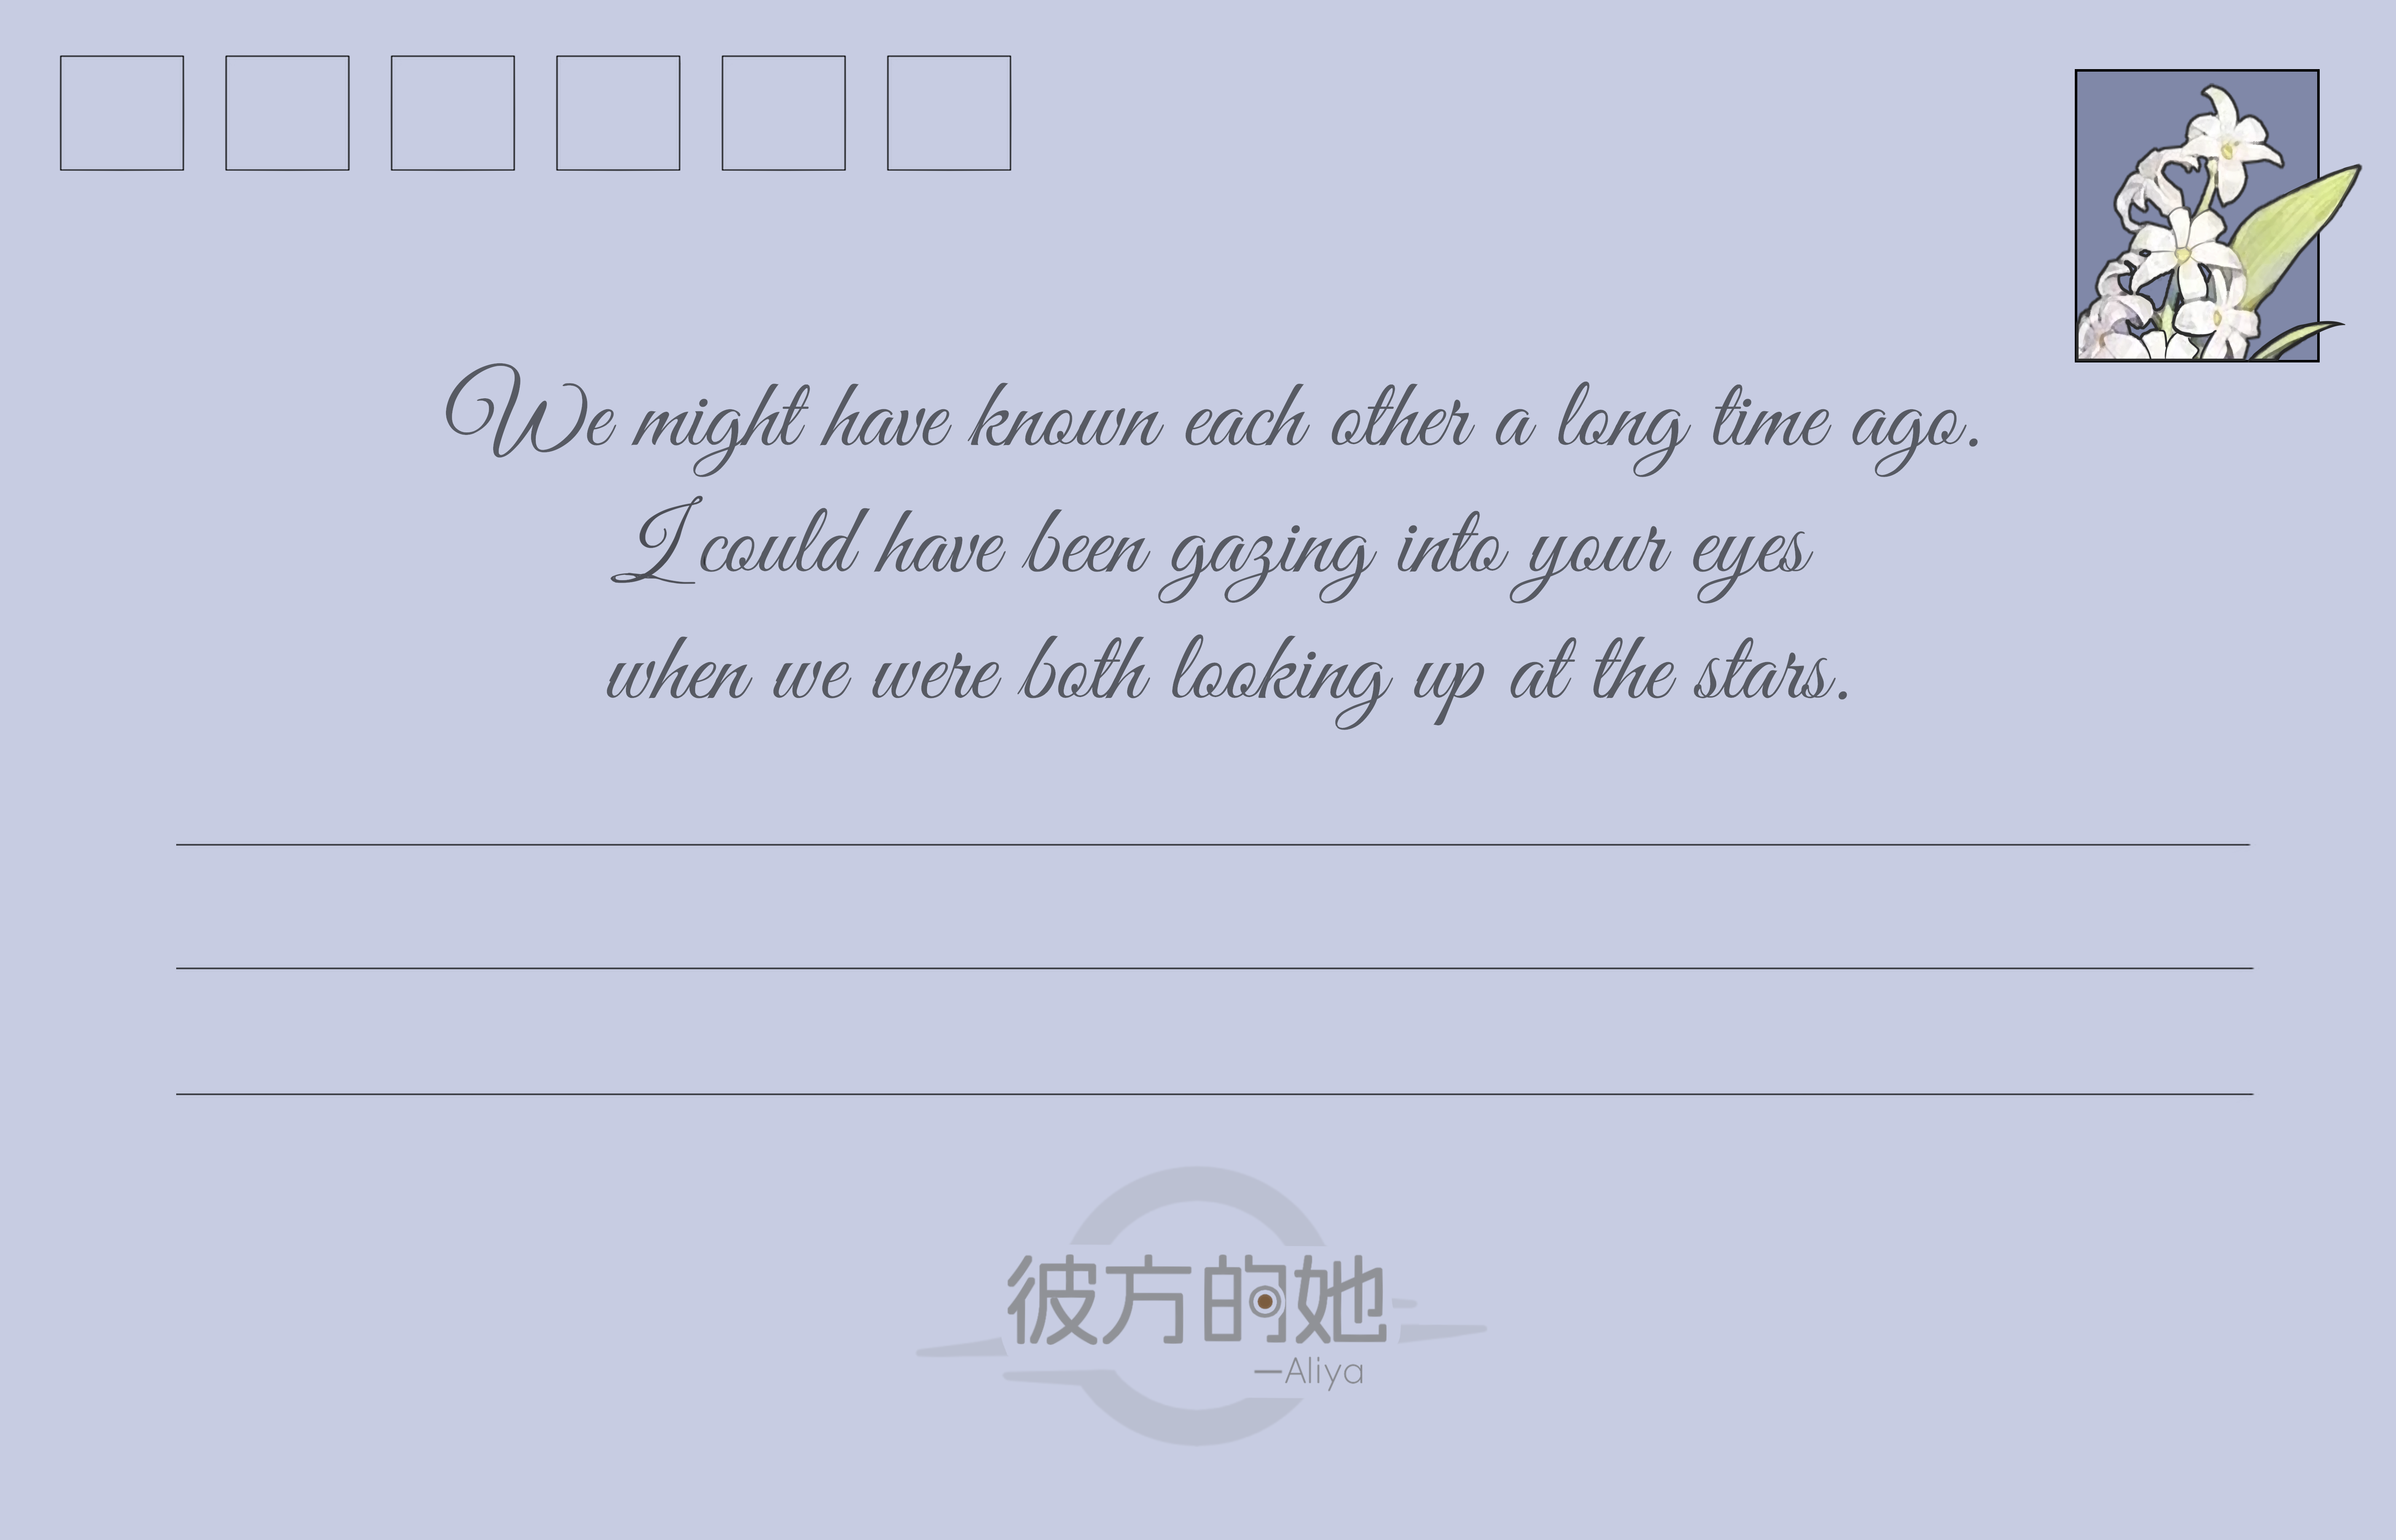 We might have known each other a long time ago.
I could have been gazing into your eyes
when we were both looking up at the stars.
彼方的她
—Aliya